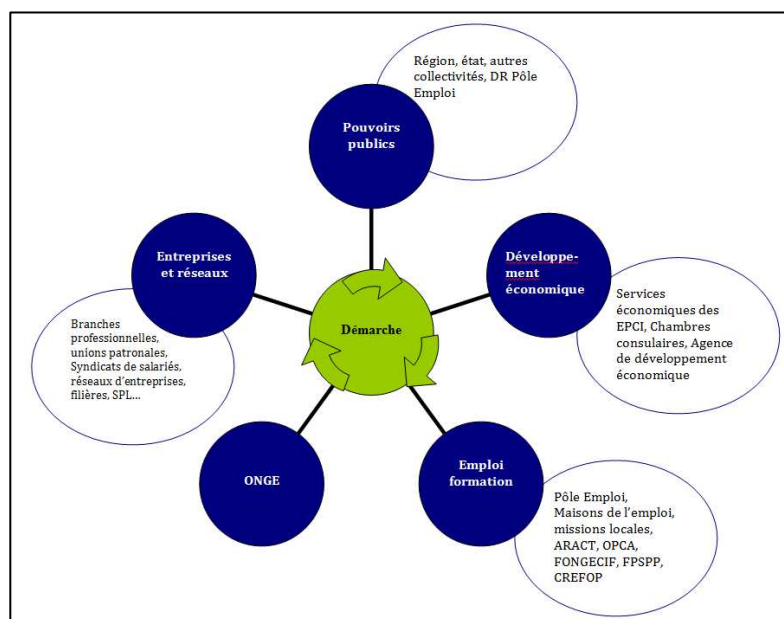 Région, état, autres
collectivités, DR Pôle
Emploi
Pouvoirs
publics
Entreprises
et réseaux
Développe-
ment
économique
Branches
professionnelles,
unions patronales,
Syndicats de salariés,
réseaux d'entreprises,
filières, SPL...
Démarche
Services
économiques des
EPCI, Chambres
consulaires, Agence
de développement
économique
ONGE
Emploi
formation
Pôle Emploi,
Maisons de l'emploi,
missions locales,
ARACT, OPCA,
FONGECIF, FPSPP,
CREFOP